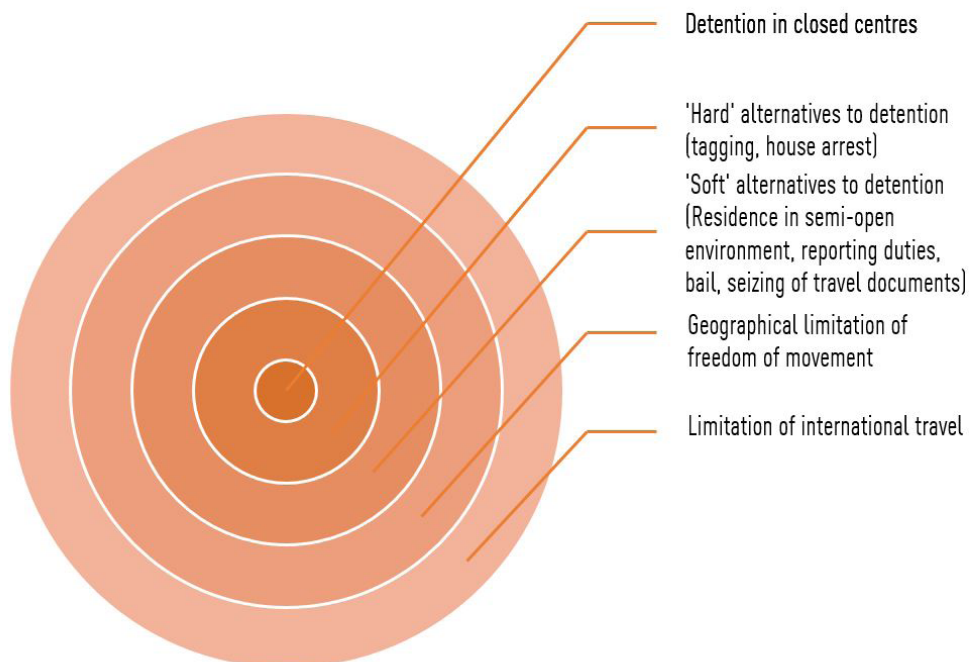 Detention in closed centres
'Hard' alternatives to detention
(tagging, house arrest)
'Soft' alternatives to detention
(Residence in semi-open
environment, reporting duties,
bail, seizing of travel documents)
Geographical limitation of
freedom of movement
Limitation of international travel